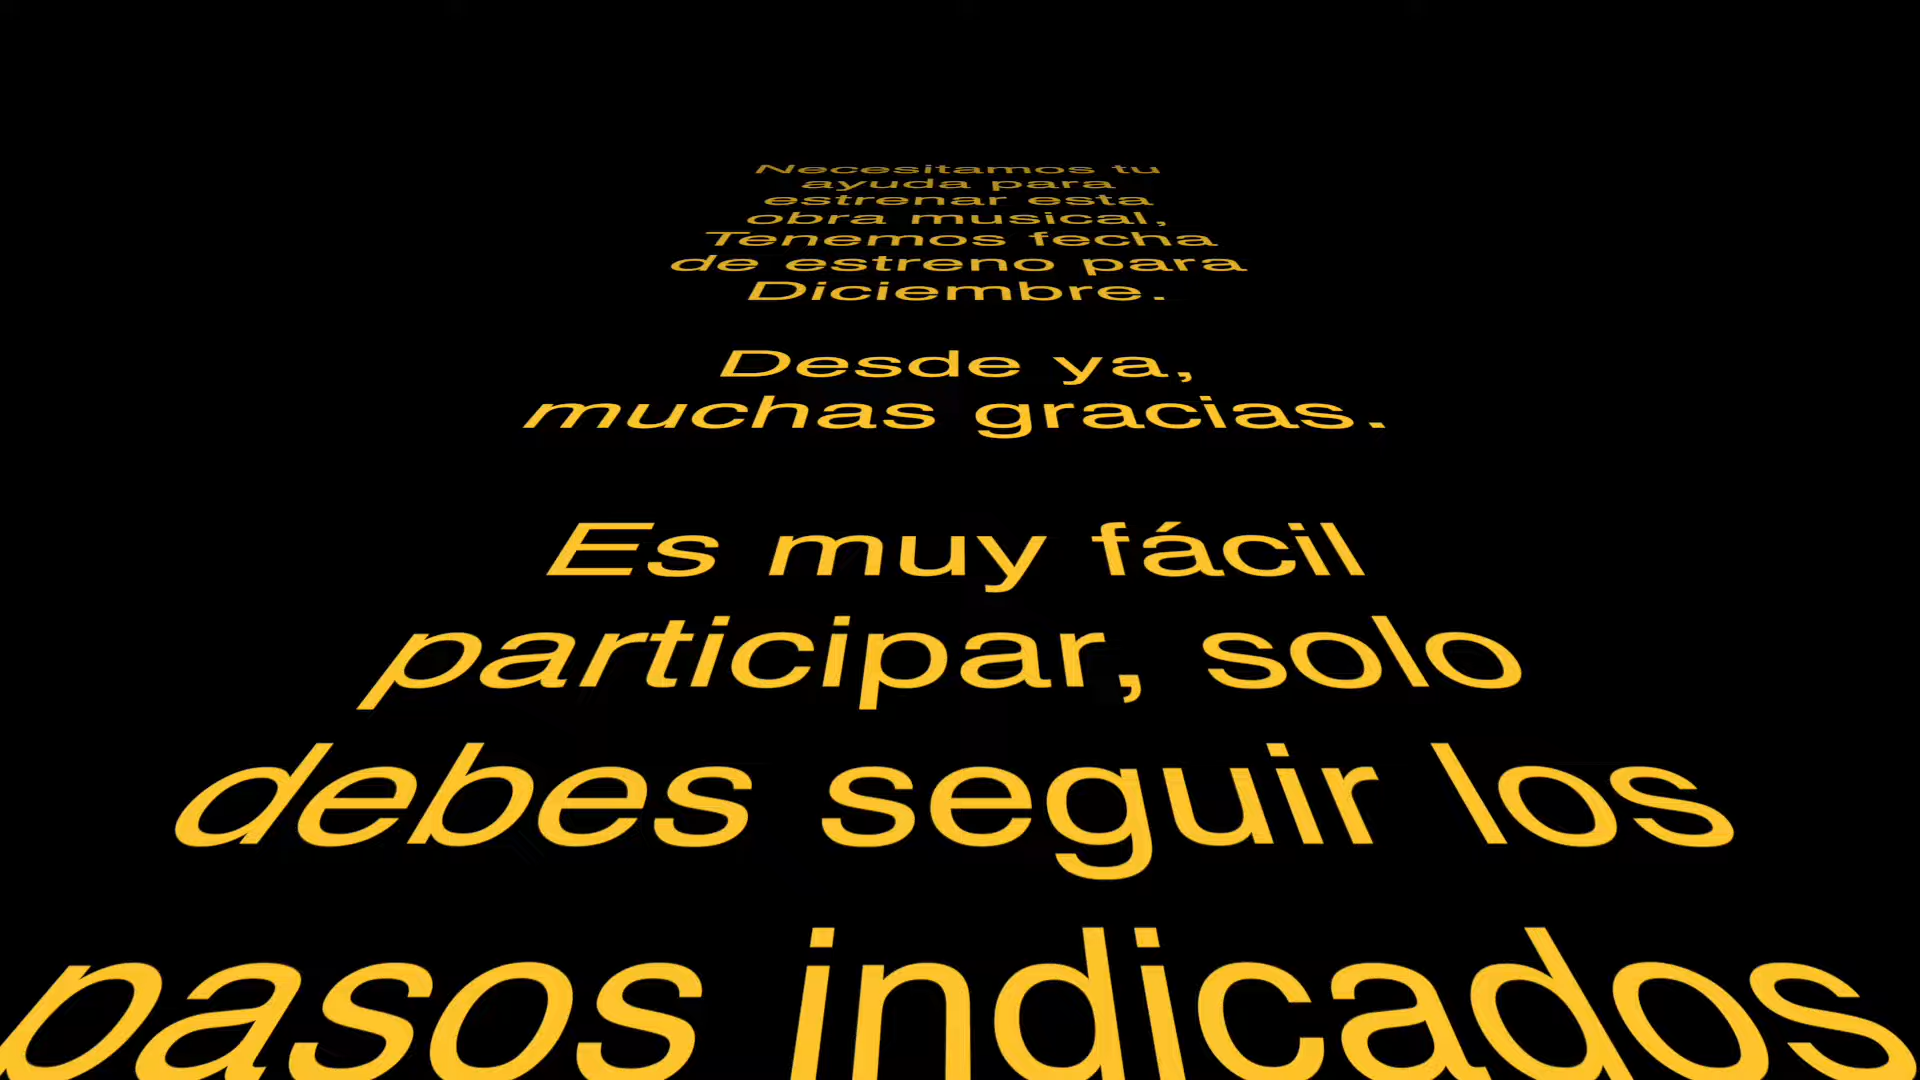 Necesitamos tu
ayuda para
estrenar esta
obra musical,
Tenemos fecha
de estreno para
Diciembre.
Desde ya,
muchas gracias.
Es muy fácil
participar, solo
debes seguir los
pasos indicados